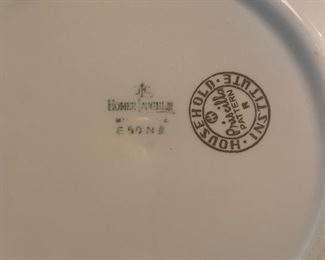 HOMER LAUGHLIN
E 50 N 8
HOUSEHOLD · INSTITUTE ·
Priscilla
PATTERN
R